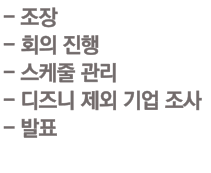 - 조장
- 회의 진행
- 스케줄 관리
- 디즈니 제외 기업 조사
- 발표